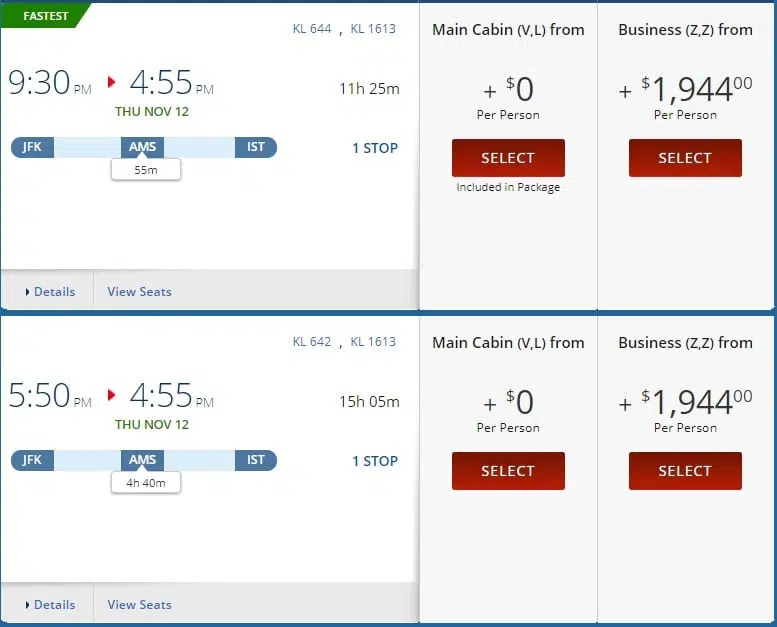 FASTEST
KL 644 , KL 1613
9:30 PM 4:55 PM
THU NOV 12
11h 25m
JFK AMS IST
55m
1 STOP
Details View Seats
Main Cabin (V,L) from
+ $0
Per Person
SELECT
Included in Package
Business (Z,Z) from
+ $1,94400
Per Person
SELECT
KL 642 , KL 1613
5:50 PM 4:55 PM
THU NOV 12
15h 05m
JFK AMS IST
4h 40m
1 STOP
Details View Seats
Main Cabin (V,L) from
+ $0
Per Person
SELECT
Business (Z,Z) from
+ $1,94400
Per Person
SELECT